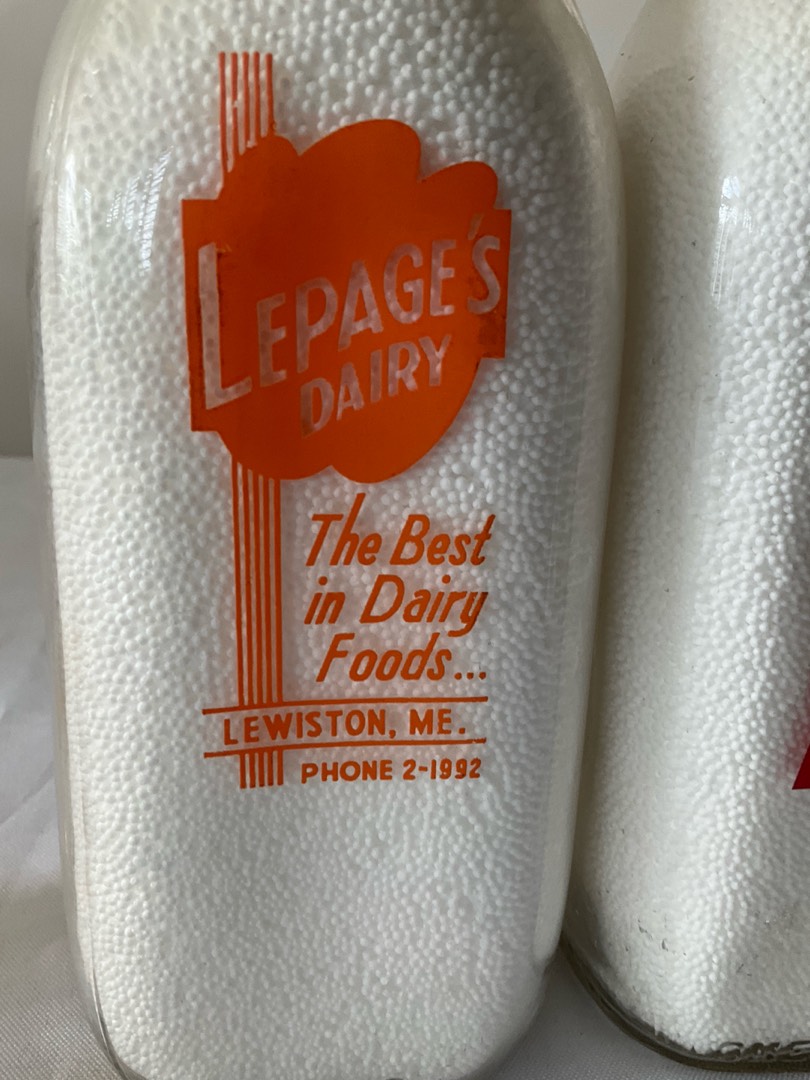 LEPAGE'S
DAIRY
The Best
in Dairy
Foods...
LEWISTON, ME.
PHONE 2-1992